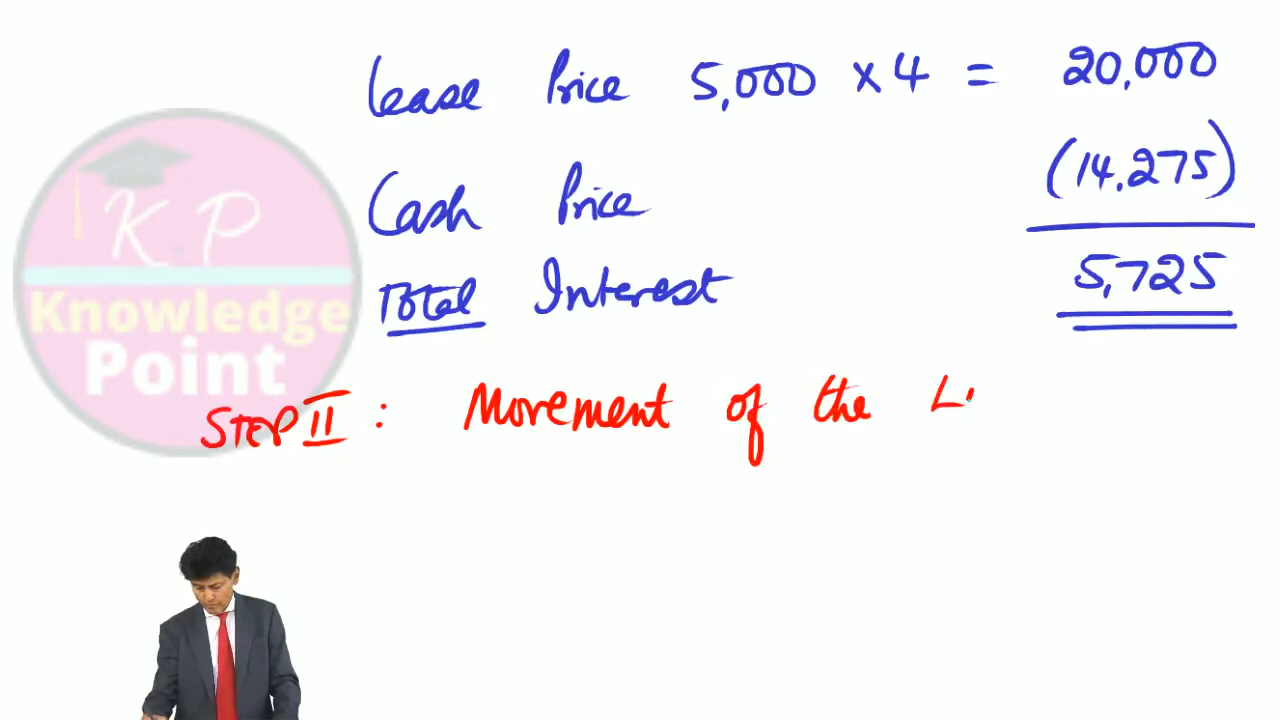 Lease Price 5,000 × 4 = 20,000
Cash Price (14,275)
Total Interest 5,725
K P
Knowledge
Point
STEP II : Movement of the Li